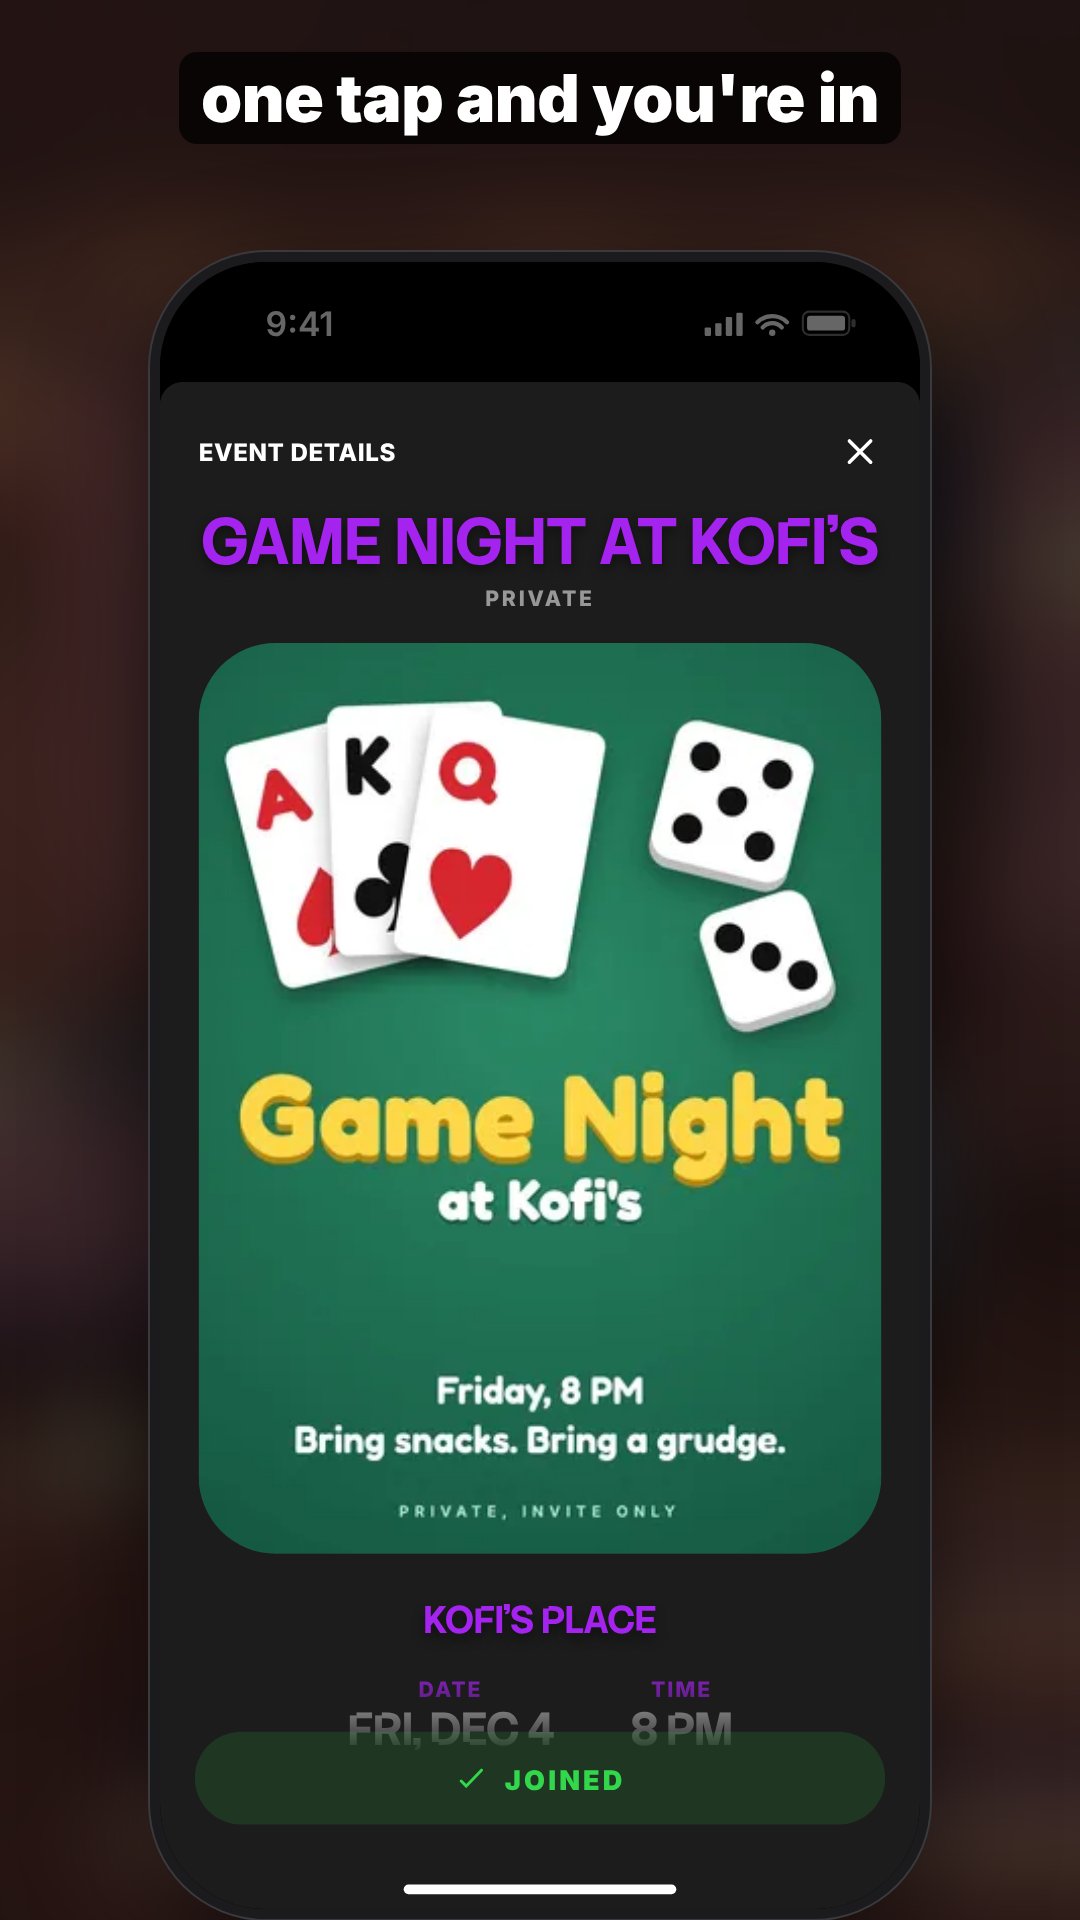 one tap and you're in
9:41
EVENT DETAILS
GAME NIGHT AT KOFI’S
PRIVATE
A
K
Q
Game Night
at Kofi's
Friday, 8 PM
Bring snacks. Bring a grudge.
PRIVATE, INVITE ONLY
KOFI’S PLACE
DATE TIME
FRI, DEC 4 8 PM
JOINED